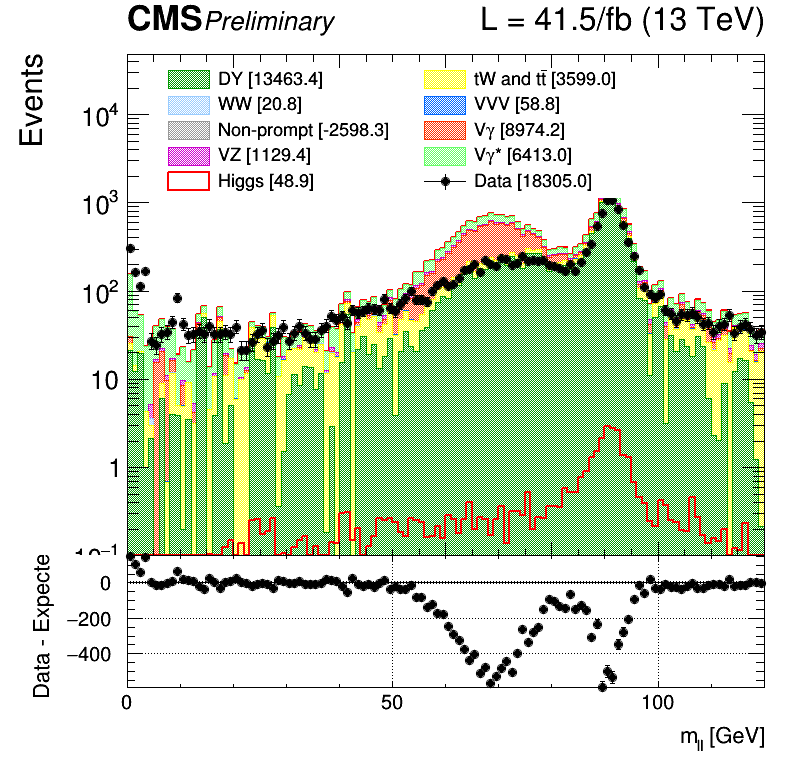 CMS Preliminary L = 41.5/fb (13 TeV)
Events
DY [13463.4] tW and tt̄ [3599.0]
WW [20.8] VVV [58.8]
Non-prompt [-2598.3] Vγ [8974.2]
VZ [1129.4] Vγ* [6413.0]
Higgs [48.9] Data [18305.0]
10⁴
10³
10²
10
1
10⁻¹
Data - Expecte
0
−200
−400
0 50 100
m_ll [GeV]